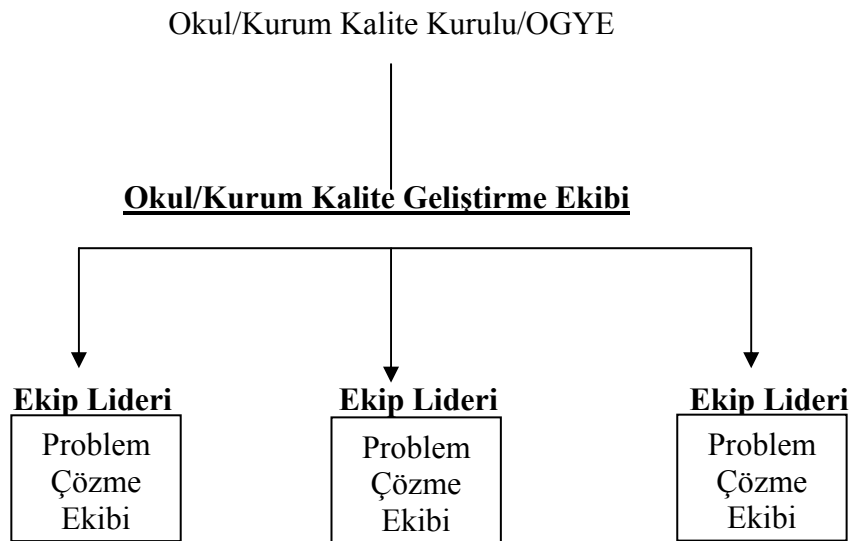 Okul/Kurum Kalite Kurulu/OGYE
Okul/Kurum Kalite Geliştirme Ekibi
Ekip Lideri
Problem
Çözme
Ekibi
Ekip Lideri
Problem
Çözme
Ekibi
Ekip Lideri
Problem
Çözme
Ekibi